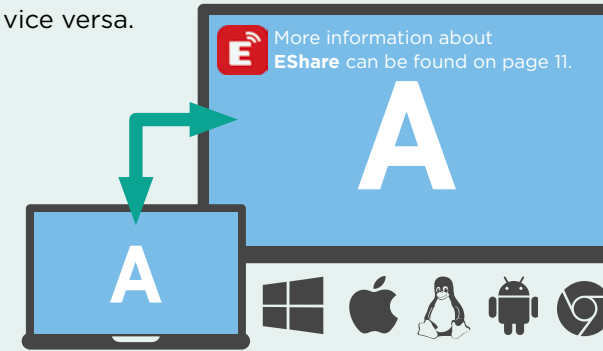 vice versa.
E
More information about
EShare can be found on page 11.
A
A